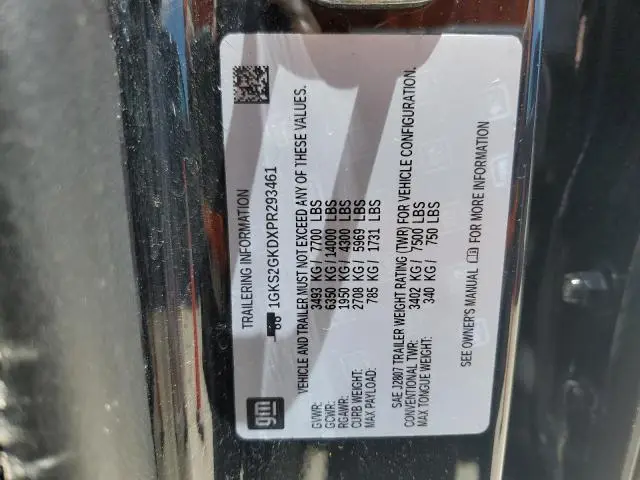 gm
TRAILERING INFORMATION
1GKS2GKDXPR293461
VEHICLE AND TRAILER MUST NOT EXCEED ANY OF THESE VALUES.
GVWR: 3493 KG / 7700 LBS
GCWR: 6350 KG / 14000 LBS
RGAWR: 1950 KG / 14300 LBS
CURB WEIGHT: 2708 KG / 5969 LBS
MAX PAYLOAD: 785 KG / 1731 LBS
SAE J2807 TRAILER WEIGHT RATING (TWR) FOR VEHICLE CONFIGURATION.
CONVENTIONAL TWR: 3402 KG / 7500 LBS
MAX TONGUE WEIGHT: 340 KG / 750 LBS
SEE OWNER'S MANUAL FOR MORE INFORMATION